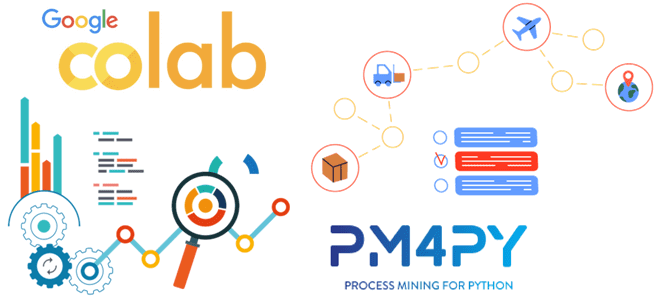 Google
colab
PM4PY
PROCESS MINING FOR PYTHON